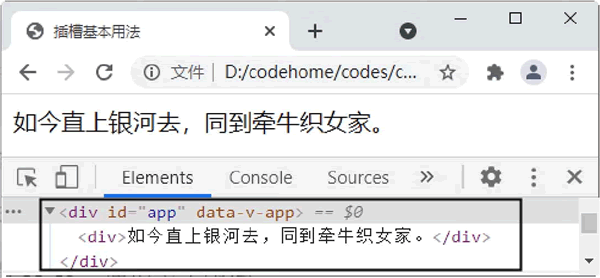 插槽基本用法
文件 D:/codehome/codes/c...
如今直上银河去，同到牵牛织女家。
Elements Console Sources
<div id="app" data-v-app> == $0
<div>如今直上银河去，同到牵牛织女家。</div>
</div>